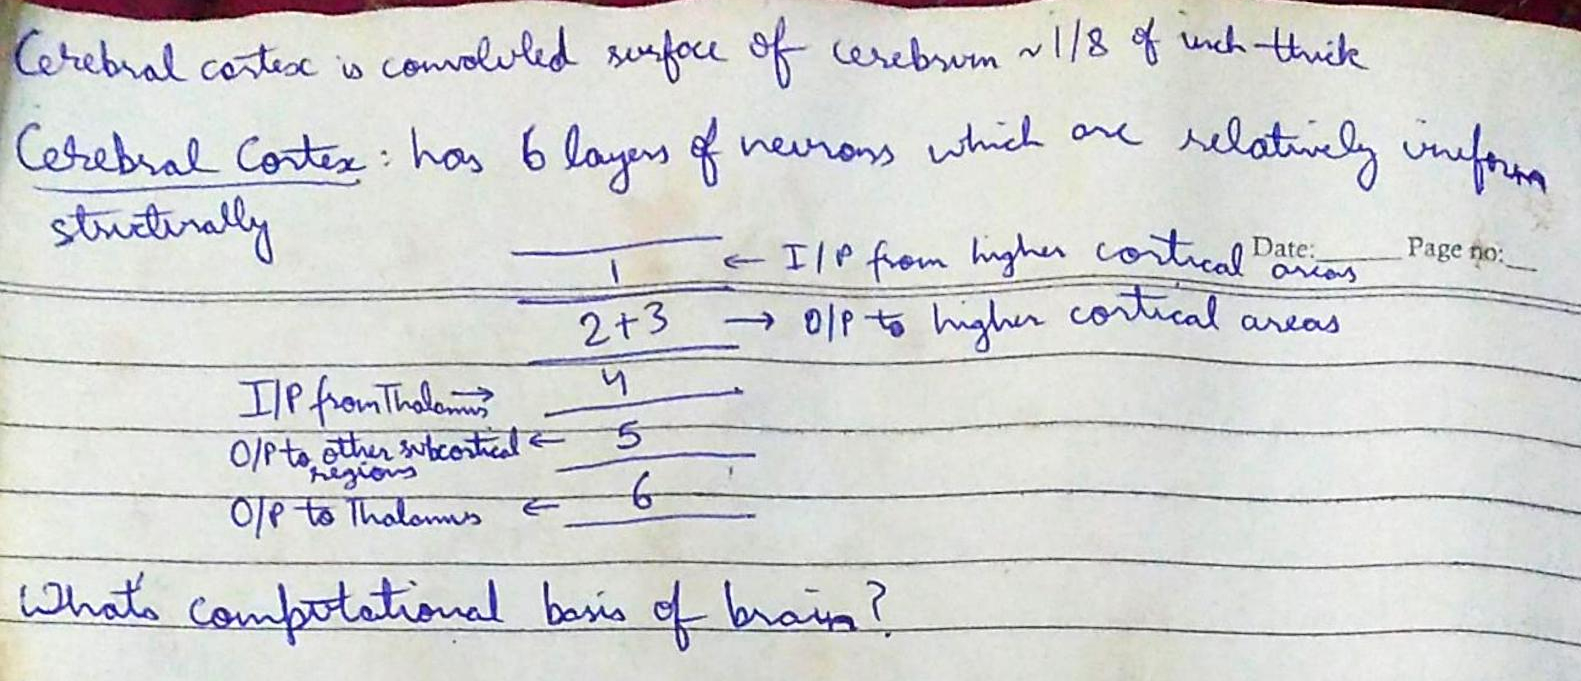 Cerebral cortex is convoluted surface of cerebrum ~1/8 of inch thick
Cerebral Cortex: has 6 layers of neurons which are relatively uniform
structurally
Date:_____ Page no:__
1 ← I/P from higher cortical areas
2+3 → O/P to higher cortical areas
I/P from Thalamus → 4
O/P to other subcortical regions ← 5
O/P to Thalamus ← 6
What's computational basis of brain?